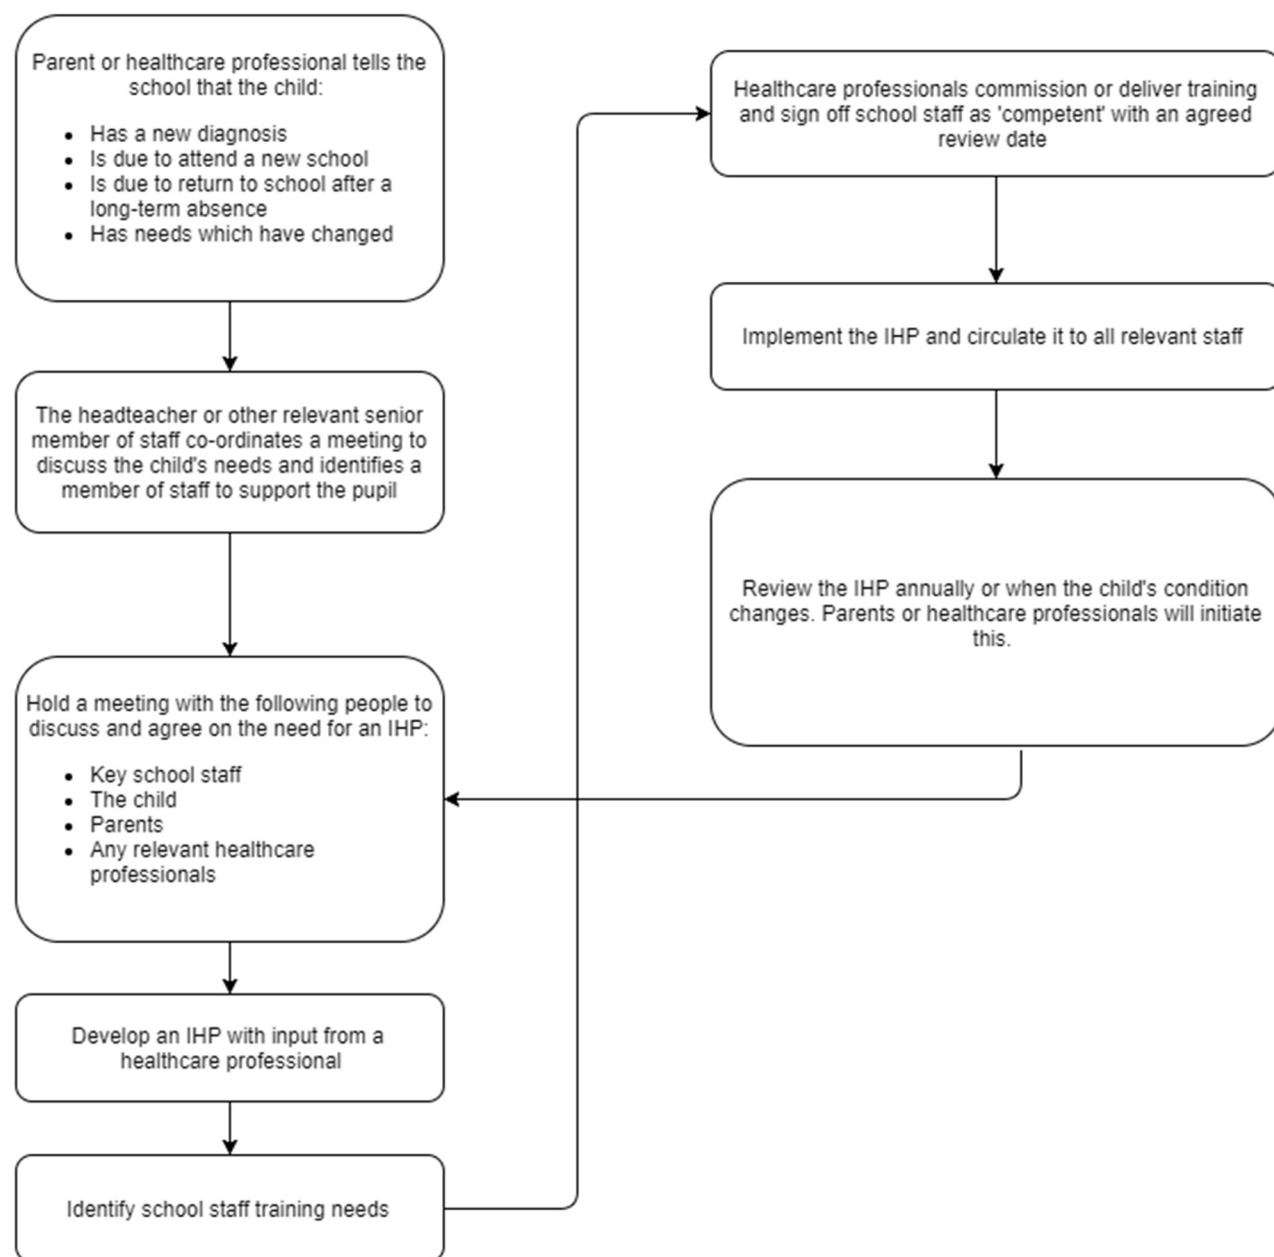 Parent or healthcare professional tells the
school that the child:
• Has a new diagnosis
• Is due to attend a new school
• Is due to return to school after a
long-term absence
• Has needs which have changed
The headteacher or other relevant senior
member of staff co-ordinates a meeting to
discuss the child's needs and identifies a
member of staff to support the pupil
Hold a meeting with the following people to
discuss and agree on the need for an IHP:
• Key school staff
• The child
• Parents
• Any relevant healthcare
professionals
Develop an IHP with input from a
healthcare professional
Identify school staff training needs
Healthcare professionals commission or deliver training
and sign off school staff as 'competent' with an agreed
review date
Implement the IHP and circulate it to all relevant staff
Review the IHP annually or when the child's condition
changes. Parents or healthcare professionals will initiate
this.